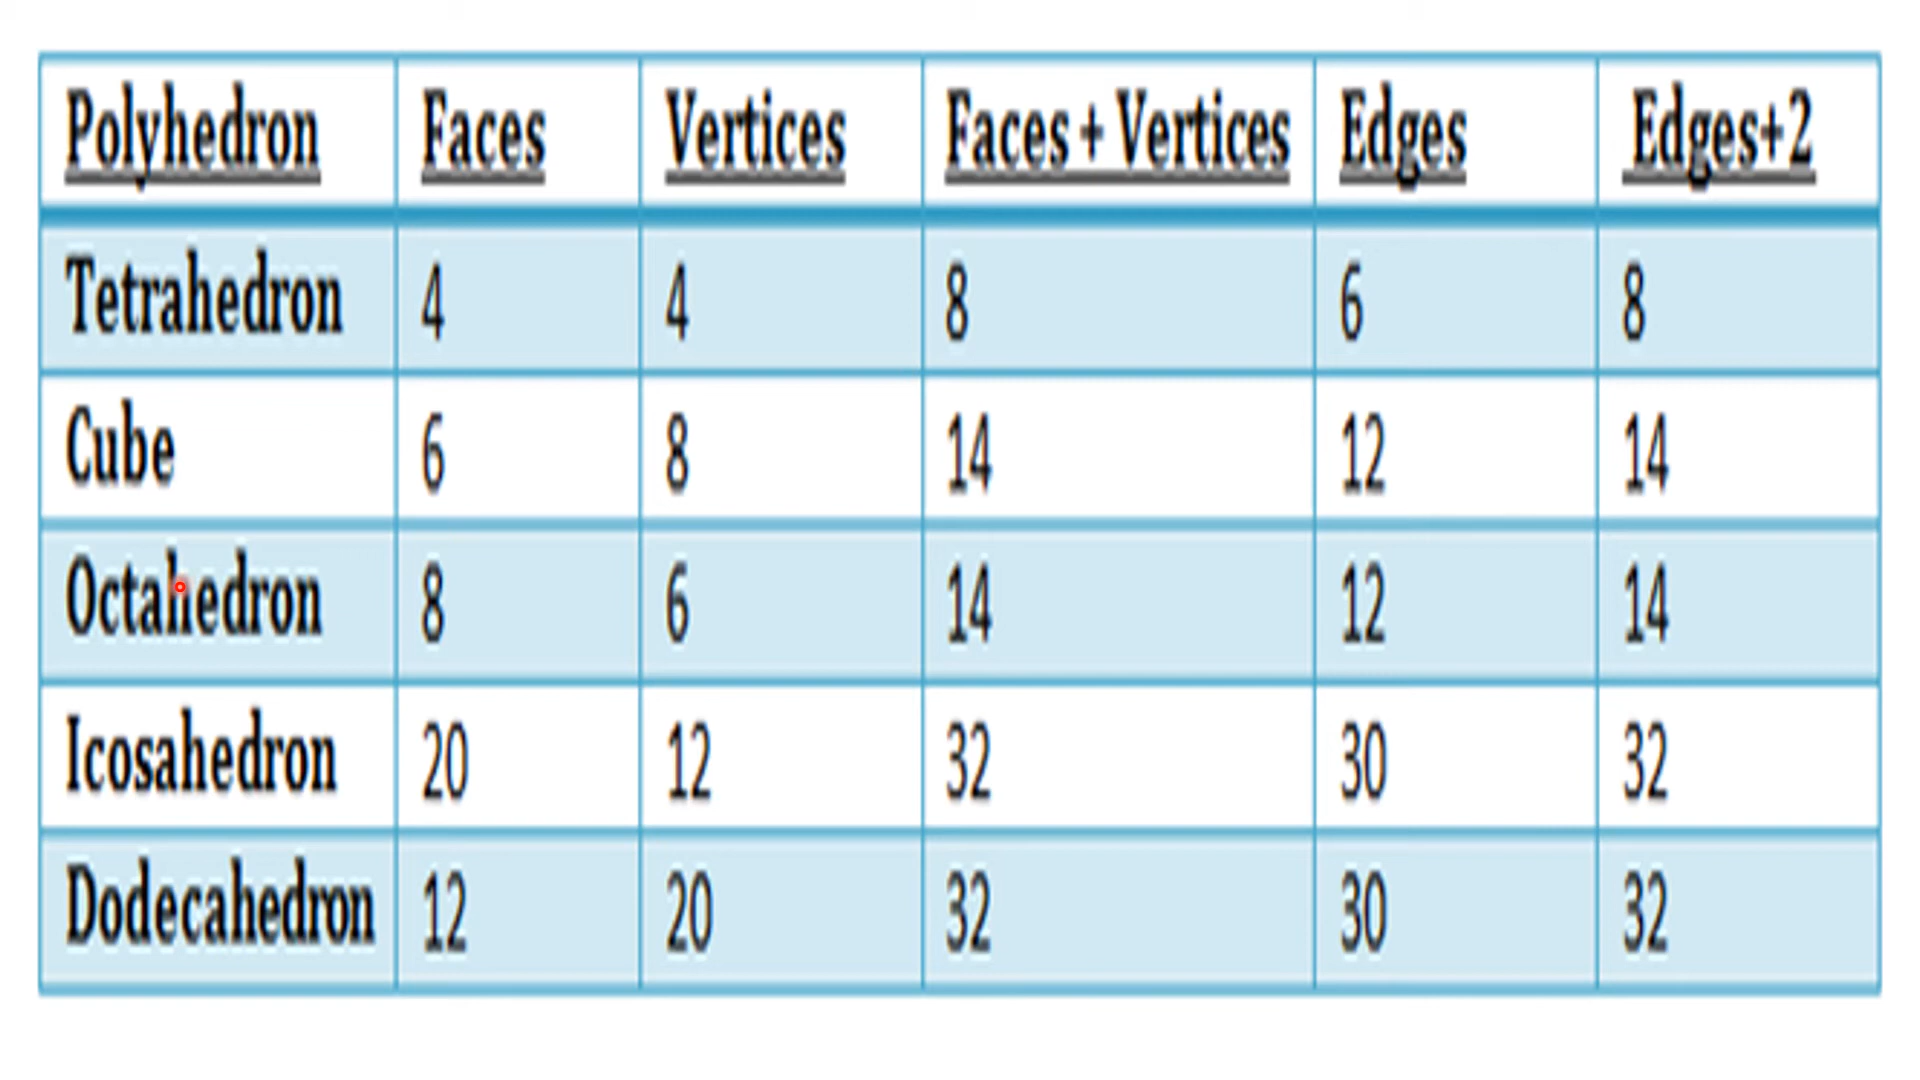 Polyhedron Faces Vertices Faces + Vertices Edges Edges+2
Tetrahedron 4 4 8 6 8
Cube 6 8 14 12 14
Octahedron 8 6 14 12 14
Icosahedron 20 12 32 30 32
Dodecahedron 12 20 32 30 32